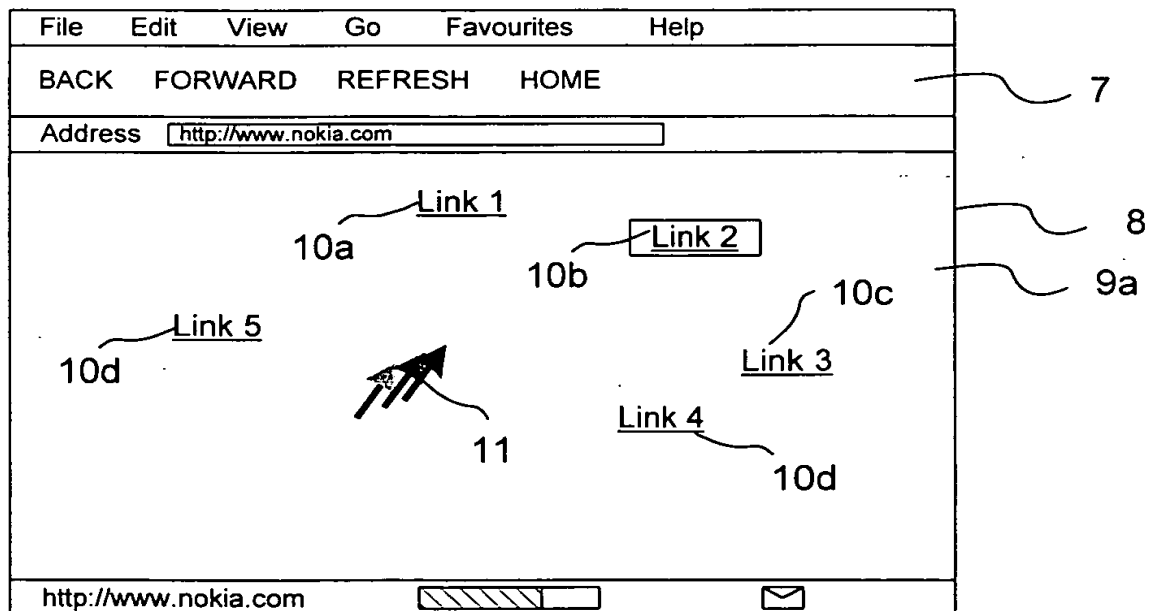 File Edit View Go Favourites Help
BACK FORWARD REFRESH HOME
7
Address http://www.nokia.com
Link 1
10a
Link 2
10b
8
9a
10c
Link 5
10d
Link 3
11
Link 4
10d
http://www.nokia.com